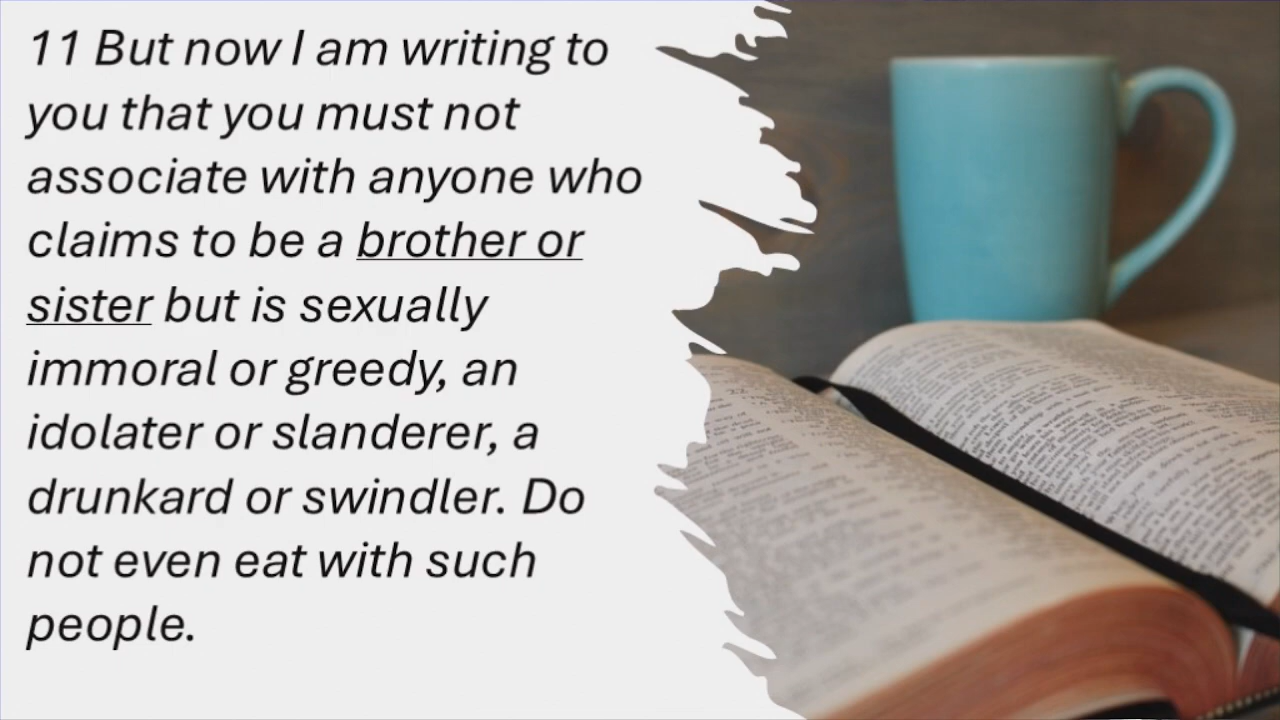 11 But now I am writing to
you that you must not
associate with anyone who
claims to be a brother or
sister but is sexually
immoral or greedy, an
idolater or slanderer, a
drunkard or swindler. Do
not even eat with such
people.